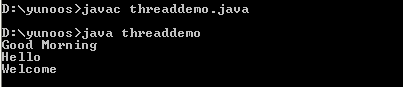 D:\yunoos>javac threaddemo.java
D:\yunoos>java threaddemo
Good Morning
Hello
Welcome